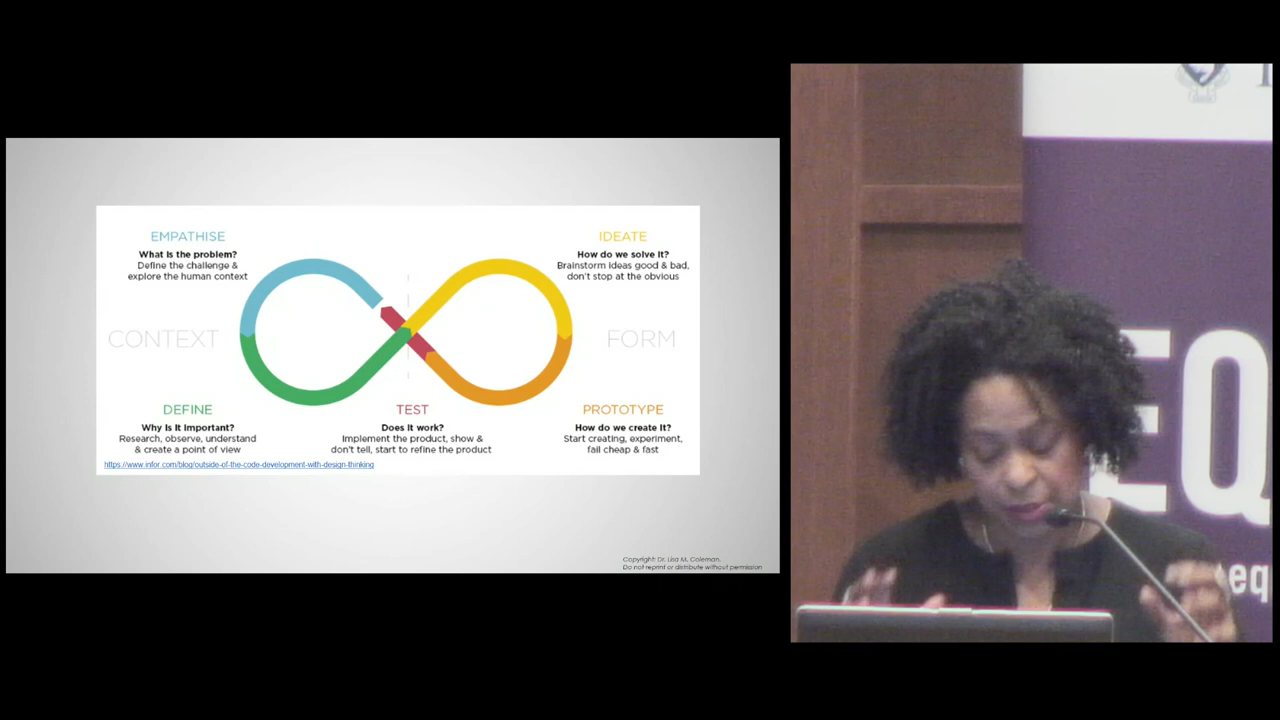 EMPATHISE
What is the problem?
Define the challenge &
explore the human context
IDEATE
How do we solve it?
Brainstorm ideas good & bad,
don't stop at the obvious
CONTEXT
FORM
DEFINE
Why is it important?
Research, observe, understand
& create a point of view
TEST
Does it work?
Implement the product, show &
don't tell, start to refine the product
PROTOTYPE
How do we create it?
Start creating, experiment,
fail cheap & fast
https://www.infor.com/blog/outside-of-the-code-development-with-design-thinking
Copyright: Dr. Lisa M. Coleman.
Do not reprint or distribute without permission
EQ
eq